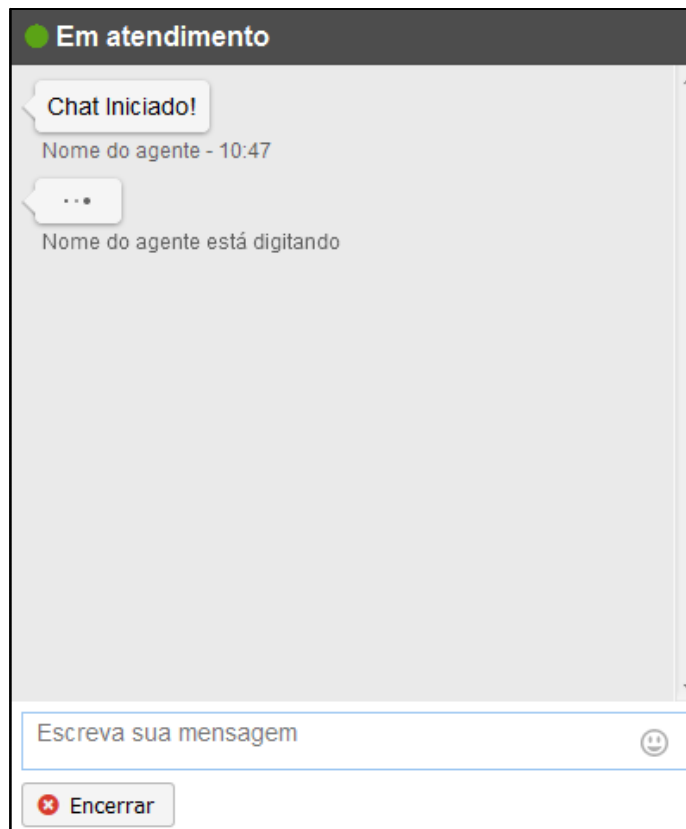 Em atendimento
Chat Iniciado!
Nome do agente - 10:47
Nome do agente está digitando
Escreva sua mensagem
Encerrar